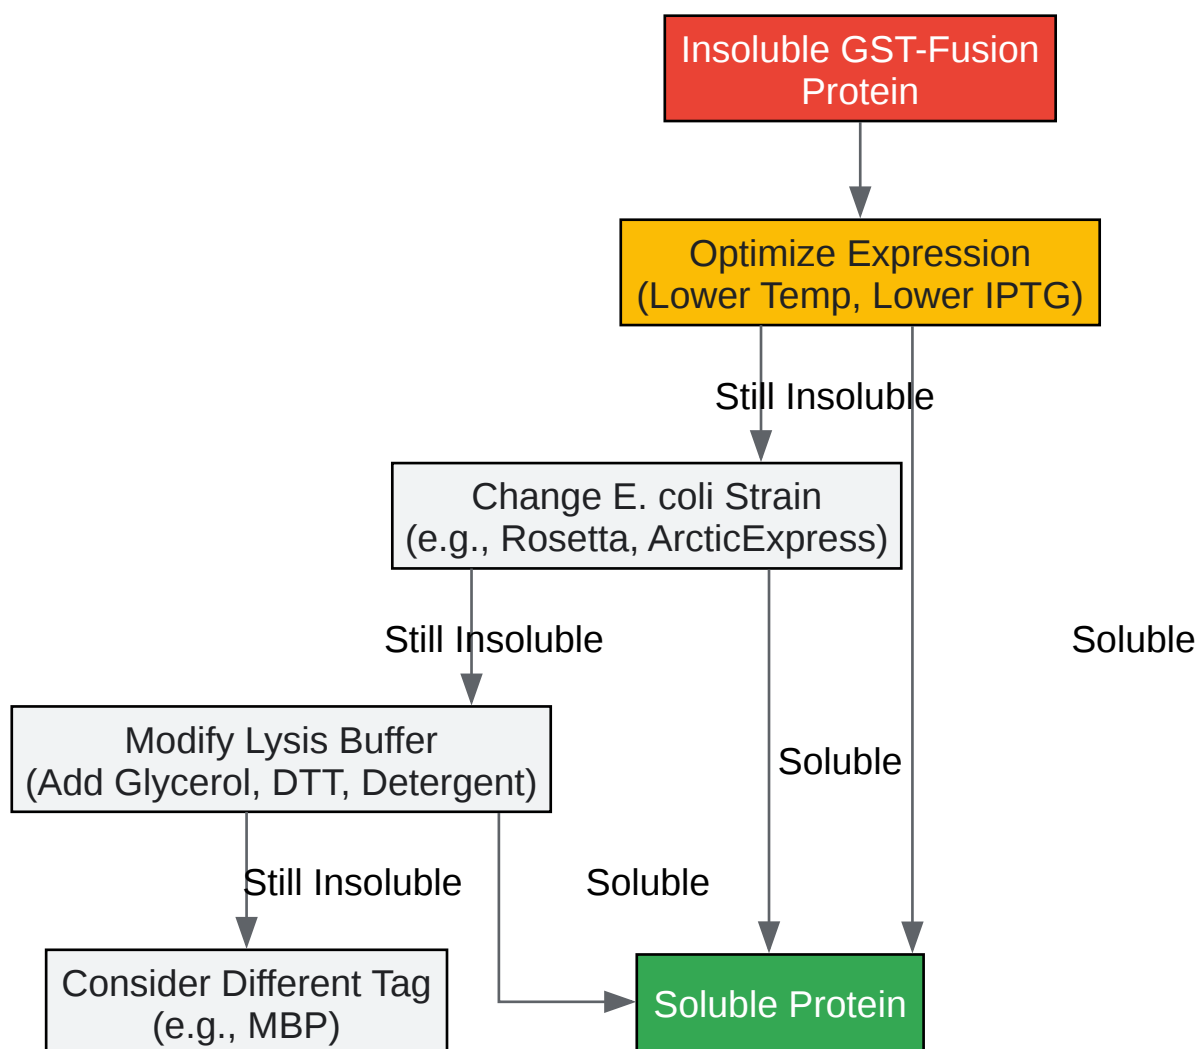 Insoluble GST-Fusion
Protein
Optimize Expression
(Lower Temp, Lower IPTG)
Still Insoluble
Change E. coli Strain
(e.g., Rosetta, ArcticExpress)
Still Insoluble
Soluble
Modify Lysis Buffer
(Add Glycerol, DTT, Detergent)
Soluble
Still Insoluble
Soluble
Consider Different Tag
(e.g., MBP)
Soluble Protein